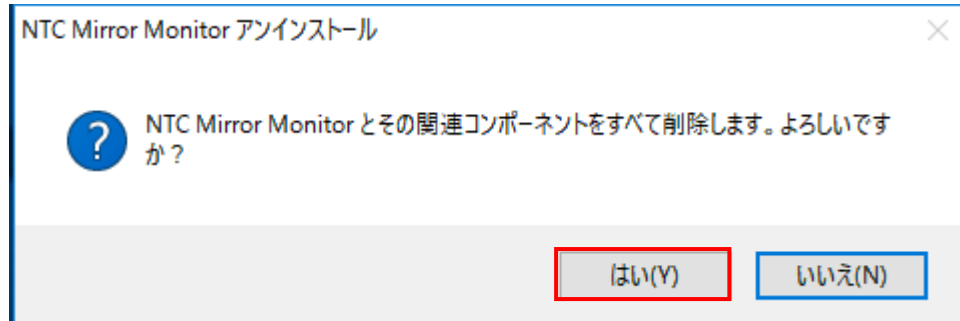 NTC Mirror Monitor アンインストール
NTC Mirror Monitor とその関連コンポーネントをすべて削除します。よろしいです
か？
はい(Y)
いいえ(N)